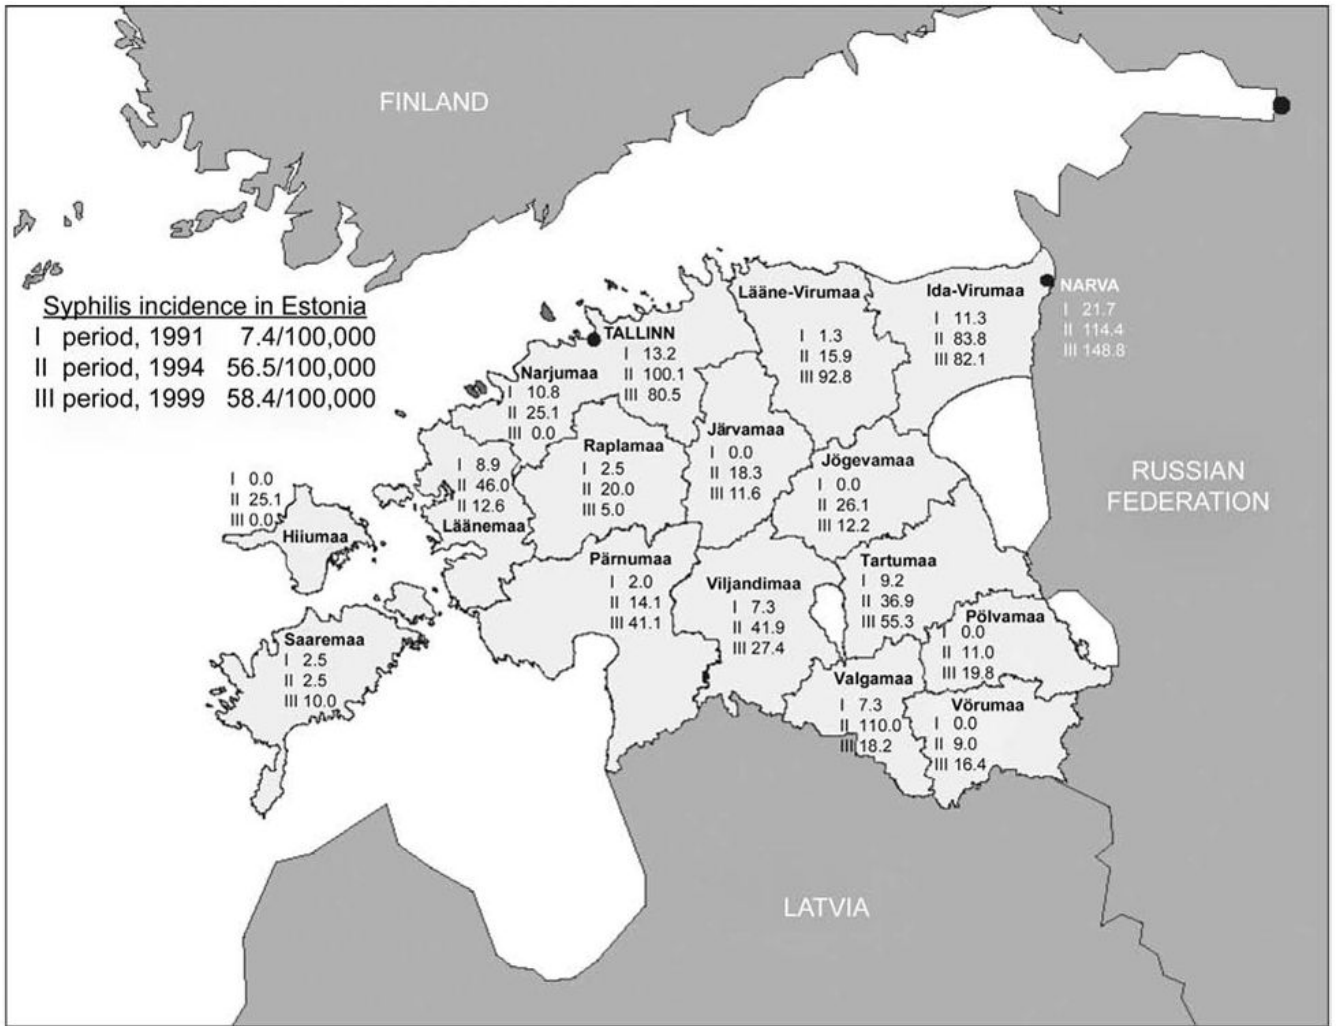 FINLAND
Syphilis incidence in Estonia
I period, 1991 7.4/100,000
II period, 1994 56.5/100,000
III period, 1999 58.4/100,000
TALLINN
I 13.2
II 100.1
III 80.5
Narjumaa
I 10.8
II 25.1
III 0.0
Lääne-Virumaa
I 1.3
II 15.9
III 92.8
Ida-Virumaa
I 11.3
II 83.8
III 82.1
NARVA
I 21.7
II 114.4
III 148.8
I 0.0
II 25.1
III 0.0
Hiiumaa
I 8.9
II 46.0
II 12.6
Läänemaa
Raplamaa
I 2.5
II 20.0
III 5.0
Järvamaa
I 0.0
II 18.3
III 11.6
Jögevamaa
I 0.0
II 26.1
III 12.2
RUSSIAN
FEDERATION
Pärnumaa
I 2.0
II 14.1
III 41.1
Viljandimaa
I 7.3
II 41.9
III 27.4
Tartumaa
I 9.2
II 36.9
III 55.3
Pölvamaa
I 0.0
II 11.0
III 19.8
Saaremaa
I 2.5
II 2.5
III 10.0
Valgamaa
I 7.3
II 110.0
III 18.2
Vörumaa
I 0.0
II 9.0
III 16.4
LATVIA